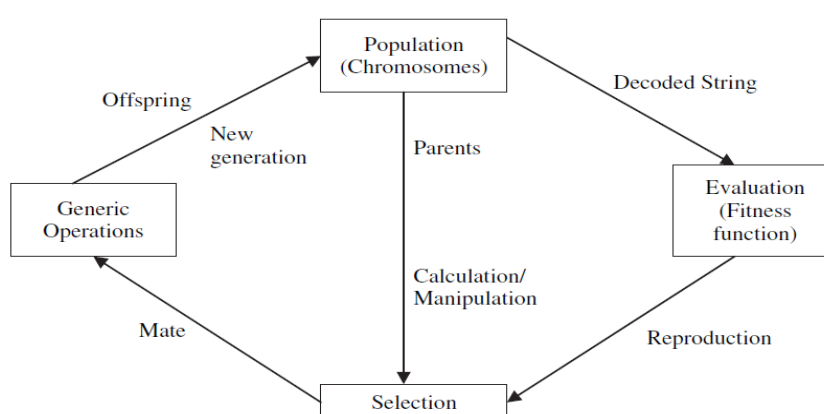 Population
(Chromosomes)
Offspring
Decoded String
New
generation
Parents
Generic
Operations
Evaluation
(Fitness
function)
Calculation/
Manipulation
Mate
Reproduction
Selection